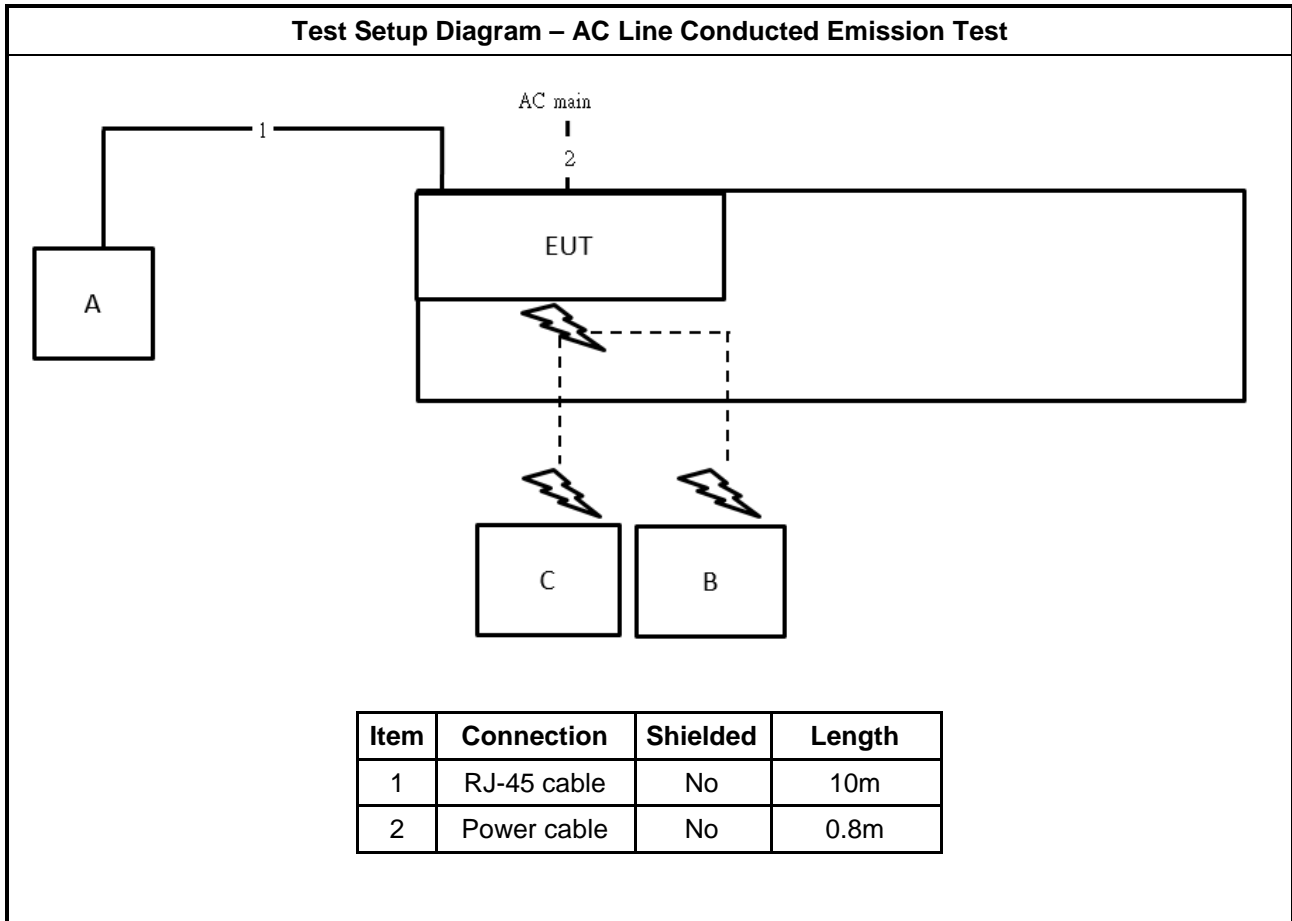 Test Setup Diagram – AC Line Conducted Emission Test
AC main
1
2
EUT
A
C
B
Item Connection Shielded Length
1 RJ-45 cable No 10m
2 Power cable No 0.8m